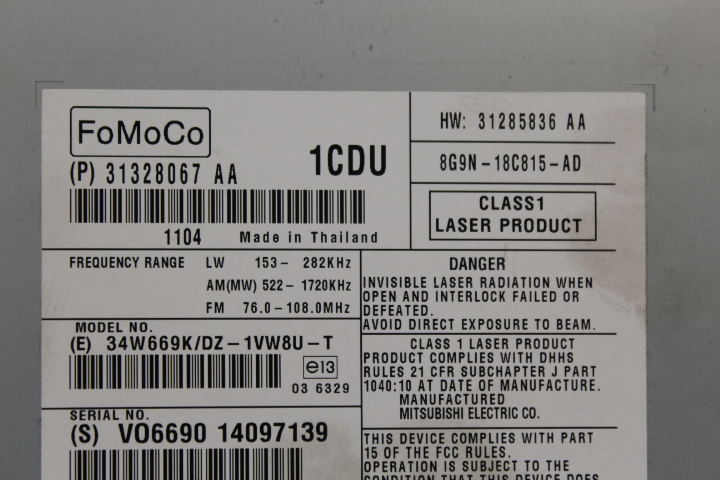 FoMoCo
(P) 31328067 AA
1CDU
1104 Made in Thailand
HW: 31285836 AA
8G9N-18C815-AD
CLASS1
LASER PRODUCT
FREQUENCY RANGE LW 153- 282KHz
AM(MW) 522-1720KHz
FM 76.0-108.0MHz
MODEL NO.
(E) 34W669K/DZ-1VW8U-T
e13
03 6329
SERIAL NO.
(S) VO6690 14097139
DANGER
INVISIBLE LASER RADIATION WHEN
OPEN AND INTERLOCK FAILED OR
DEFEATED.
AVOID DIRECT EXPOSURE TO BEAM.
CLASS 1 LASER PRODUCT
PRODUCT COMPLIES WITH DHHS
RULES 21 CFR SUBCHAPTER J PART
1040:10 AT DATE OF MANUFACTURE.
MANUFACTURED
MITSUBISHI ELECTRIC CO.
THIS DEVICE COMPLIES WITH PART
15 OF THE FCC RULES.
OPERATION IS SUBJECT TO THE
CONDITION THAT THIS DEVICE DOES